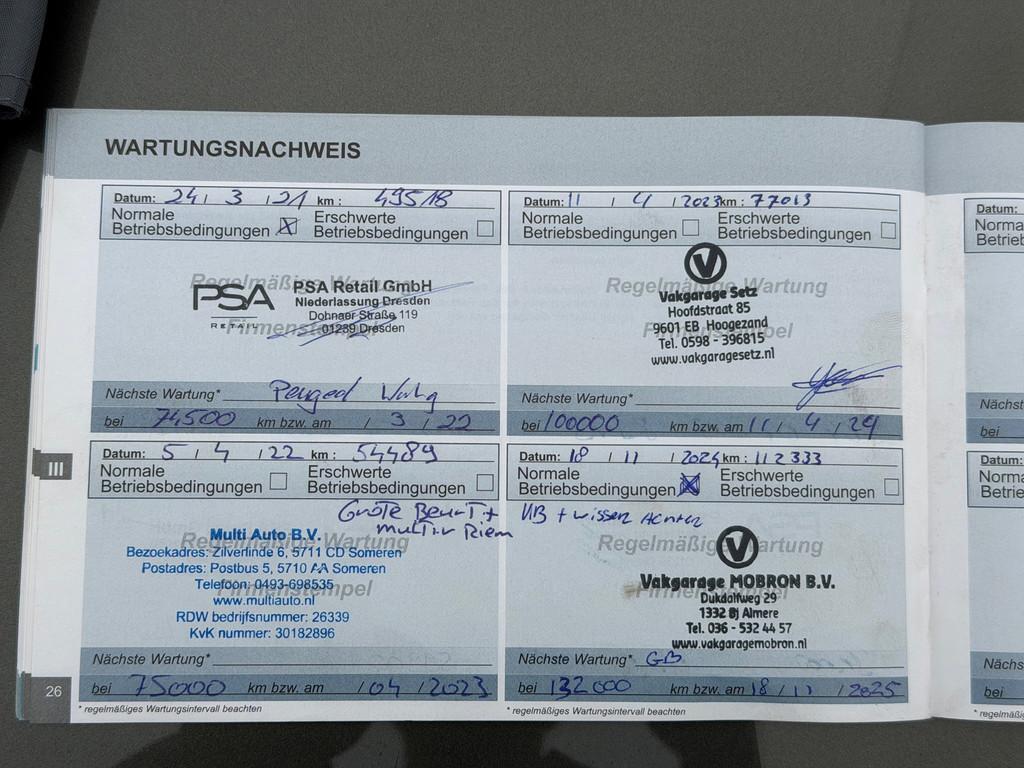 WARTUNGSNACHWEIS
Datum: 24 / 3 / 21 km : 49518
Normale Betriebsbedingungen ☒ Erschwerte Betriebsbedingungen ☐
Regelmäßige Wartung
Firmenstempel
PSA RETAIL
PSA Retail GmbH
Niederlassung Dresden
Dohnaer Straße 119
01239 Dresden
Nächste Wartung*
bei 74500 km bzw. am / 3 / 22
Datum: 5 / 4 / 22 km : 54489
Normale Betriebsbedingungen ☐ Erschwerte Betriebsbedingungen ☐
Grote Beurt +
multiv Riem
Regelmäßige Wartung
Firmenstempel
Multi Auto B.V.
Bezoekadres: Zilverlinde 6, 5711 CD Someren
Postadres: Postbus 5, 5710 AA Someren
Telefoon: 0493-698535
www.multiauto.nl
RDW bedrijfsnummer: 26339
KvK nummer: 30182896
Nächste Wartung*
bei 75000 km bzw. am / 04 / 2023
* regelmäßiges Wartungsintervall beachten
Datum: 11 / 4 / 2023 km : 77013
Normale Betriebsbedingungen ☐ Erschwerte Betriebsbedingungen ☐
Regelmäßige Wartung
Firmenstempel
Vakgarage Setz
Hoofdstraat 85
9601 EB Hoogezand
Tel. 0598 - 396815
www.vakgaragesetz.nl
Nächste Wartung*
bei 100000 km bzw. am 11 / 4 / 24
Datum: 18 / 11 / 2024 km : 112333
Normale Betriebsbedingungen ☒ Erschwerte Betriebsbedingungen ☐
KB + wissen achter
Regelmäßige Wartung
Firmenstempel
Vakgarage MOBRON B.V.
Dukdalfweg 29
1332 BJ Almere
Tel. 036 - 532 44 57
www.vakgaragemobron.nl
Nächste Wartung* GB
bei 132000 km bzw. am 18 / 11 / 2025
* regelmäßiges Wartungsintervall beachten
III
26
Datum:
Norma
Betrieb
Nächst
bei
Datum:
Norma
Betrie
Nächs
bei
* regelmäßig